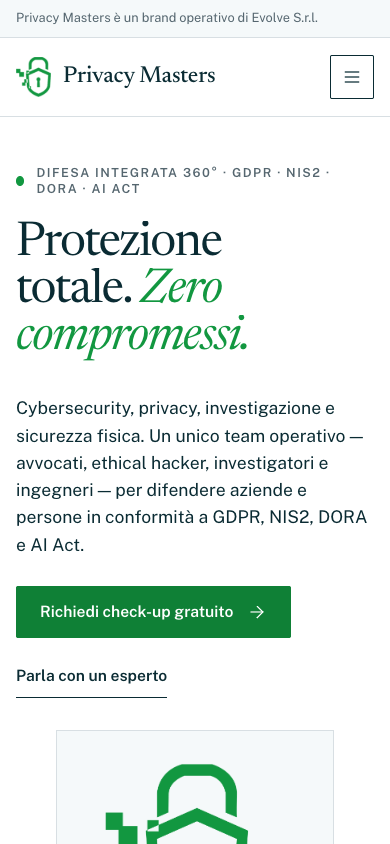 Privacy Masters è un brand operativo di Evolve S.r.l.
Privacy Masters
DIFESA INTEGRATA 360° · GDPR · NIS2 ·
DORA · AI ACT
Protezione
totale. Zero
compromessi.
Cybersecurity, privacy, investigazione e
sicurezza fisica. Un unico team operativo —
avvocati, ethical hacker, investigatori e
ingegneri — per difendere aziende e
persone in conformità a GDPR, NIS2, DORA
e AI Act.
Richiedi check-up gratuito
Parla con un esperto